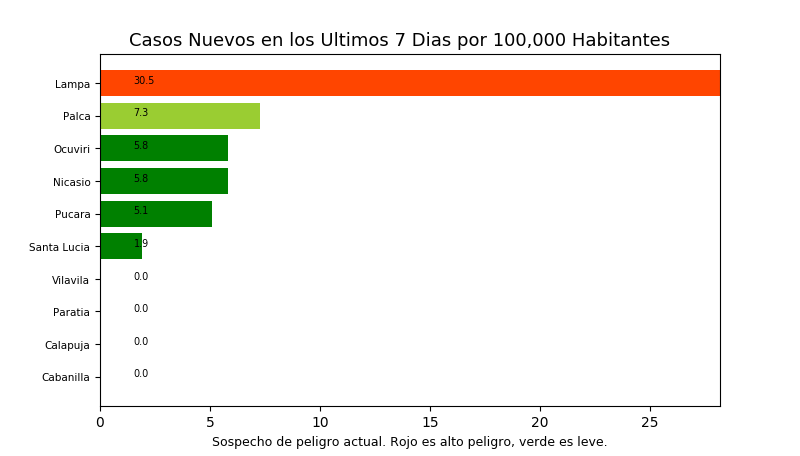 Casos Nuevos en los Ultimos 7 Dias por 100,000 Habitantes
Lampa 30.5
Palca 7.3
Ocuviri 5.8
Nicasio 5.8
Pucara 5.1
Santa Lucia 1.9
Vilavila 0.0
Paratia 0.0
Calapuja 0.0
Cabanilla 0.0
0 5 10 15 20 25
Sospecho de peligro actual. Rojo es alto peligro, verde es leve.